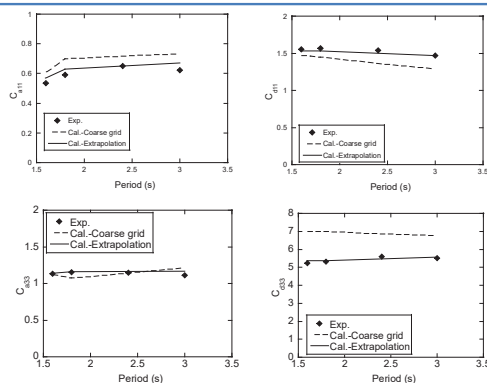 C a11
1
0.8
0.6
0.4
0.2
0
Exp.
Cal.-Coarse grid
Cal.-Extrapolation
1.5 2 2.5 3 3.5
Period (s)
C d11
2
1.5
1
0.5
0
Exp.
Cal.-Coarse grid
Cal.-Extrapolation
1.5 2 2.5 3 3.5
Period (s)
C a33
2
1.5
1
0.5
0
Exp.
Cal.-Coarse grid
Cal.-Extrapolation
1.5 2 2.5 3 3.5
Period (s)
C d33
8
7
6
5
4
3
2
1
0
Exp.
Cal.-Coarse grid
Cal.-Extrapolation
1.5 2 2.5 3 3.5
Period (s)